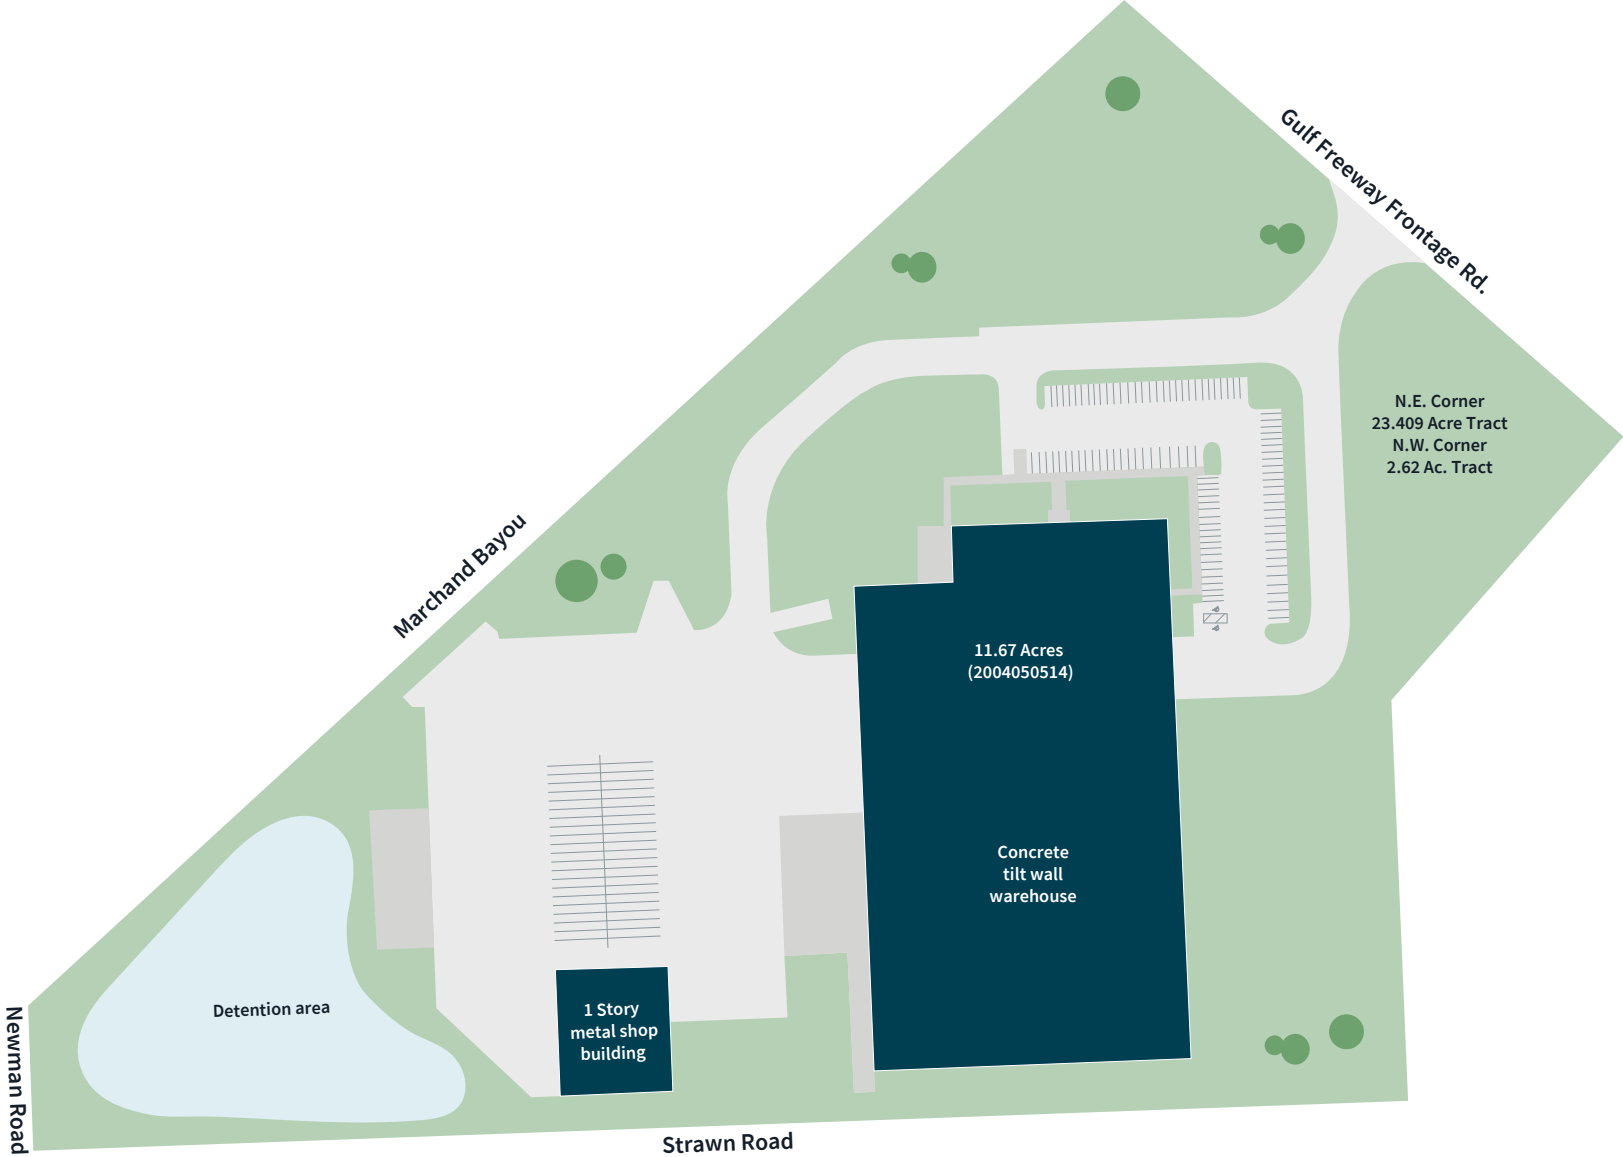 Gulf Freeway Frontage Rd.
N.E. Corner
23.409 Acre Tract
N.W. Corner
2.62 Ac. Tract
Marchand Bayou
11.67 Acres
(2004050514)
Concrete
tilt wall
warehouse
Detention area
1 Story
metal shop
building
Newman Road
Strawn Road